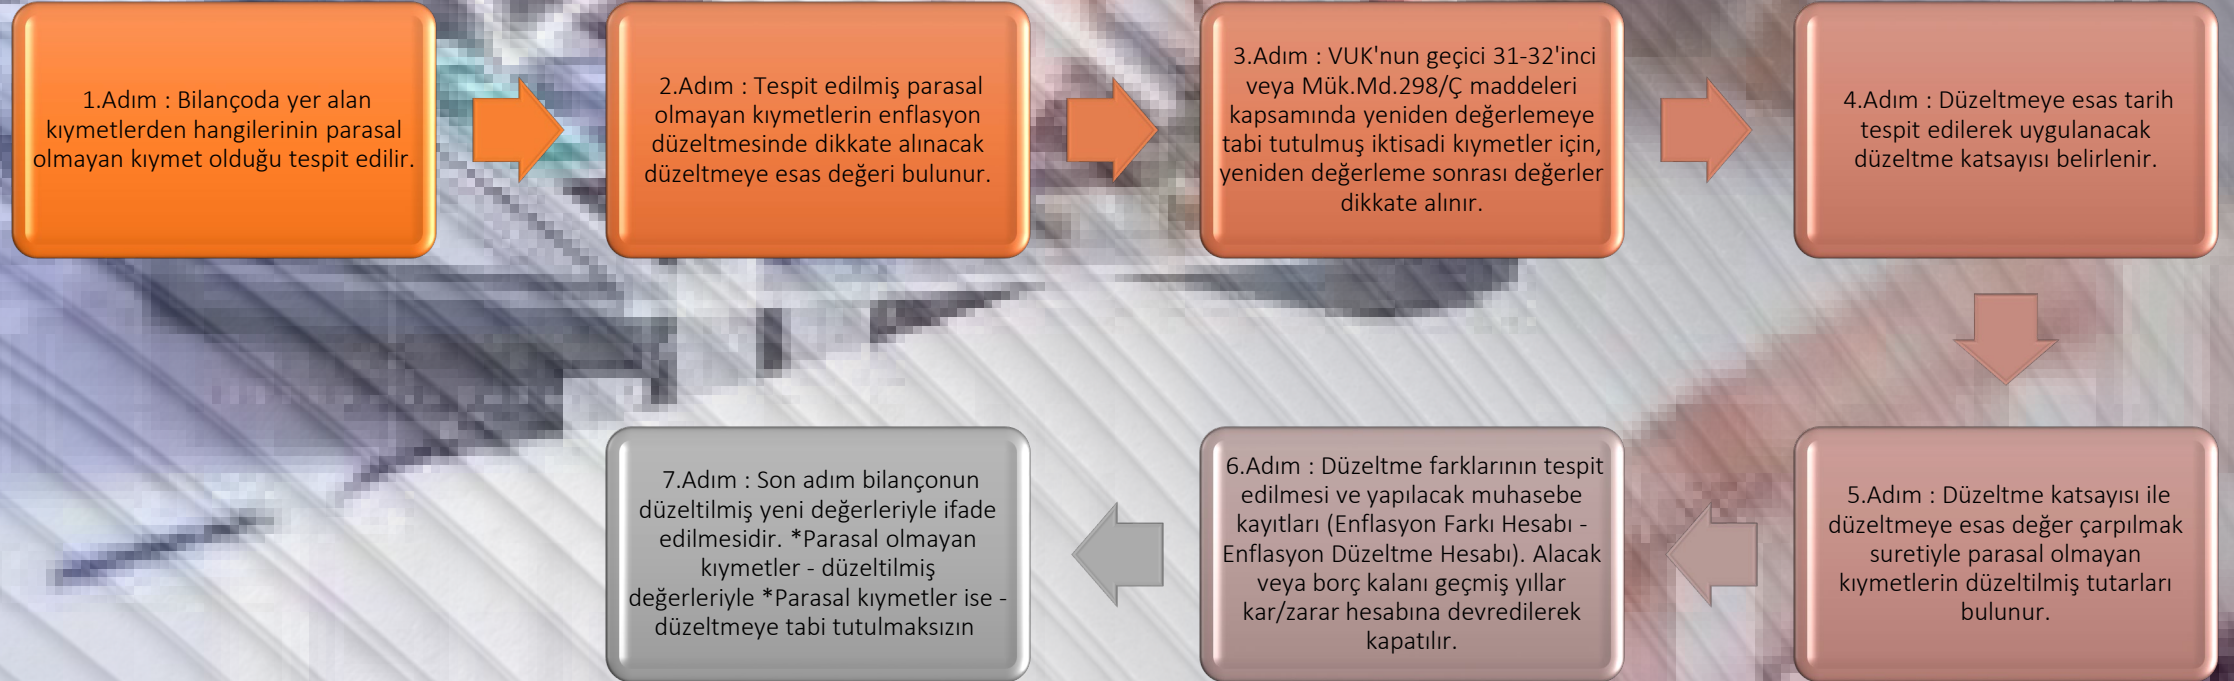 1.Adım : Bilançoda yer alan
kıymetlerden hangilerinin parasal
olmayan kıymet olduğu tespit edilir.
2.Adım : Tespit edilmiş parasal
olmayan kıymetlerin enflasyon
düzeltmesinde dikkate alınacak
düzeltmeye esas değeri bulunur.
3.Adım : VUK'nun geçici 31-32'inci
veya Mük.Md.298/Ç maddeleri
kapsamında yeniden değerlemeye
tabi tutulmuş iktisadi kıymetler için,
yeniden değerleme sonrası değerler
dikkate alınır.
4.Adım : Düzeltmeye esas tarih
tespit edilerek uygulanacak
düzeltme katsayısı belirlenir.
5.Adım : Düzeltme katsayısı ile
düzeltmeye esas değer çarpılmak
suretiyle parasal olmayan
kıymetlerin düzeltilmiş tutarları
bulunur.
6.Adım : Düzeltme farklarının tespit
edilmesi ve yapılacak muhasebe
kayıtları (Enflasyon Farkı Hesabı -
Enflasyon Düzeltme Hesabı). Alacak
veya borç kalanı geçmiş yıllar
kar/zarar hesabına devredilerek
kapatılır.
7.Adım : Son adım bilançonun
düzeltilmiş yeni değerleriyle ifade
edilmesidir. *Parasal olmayan
kıymetler - düzeltilmiş
değerleriyle *Parasal kıymetler ise -
düzeltmeye tabi tutulmaksızın